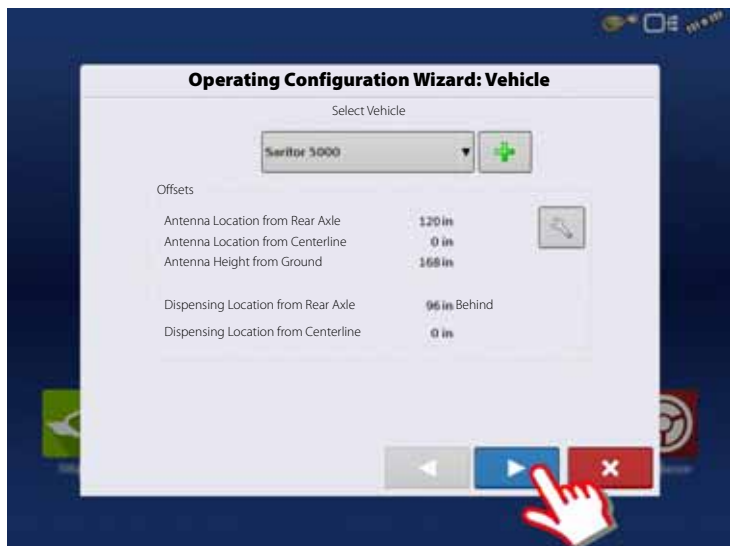 Operating Configuration Wizard: Vehicle
Select Vehicle
Saritor 5000
Offsets
Antenna Location from Rear Axle 120 in
Antenna Location from Centerline 0 in
Antenna Height from Ground 168 in
Dispensing Location from Rear Axle 96 in Behind
Dispensing Location from Centerline 0 in